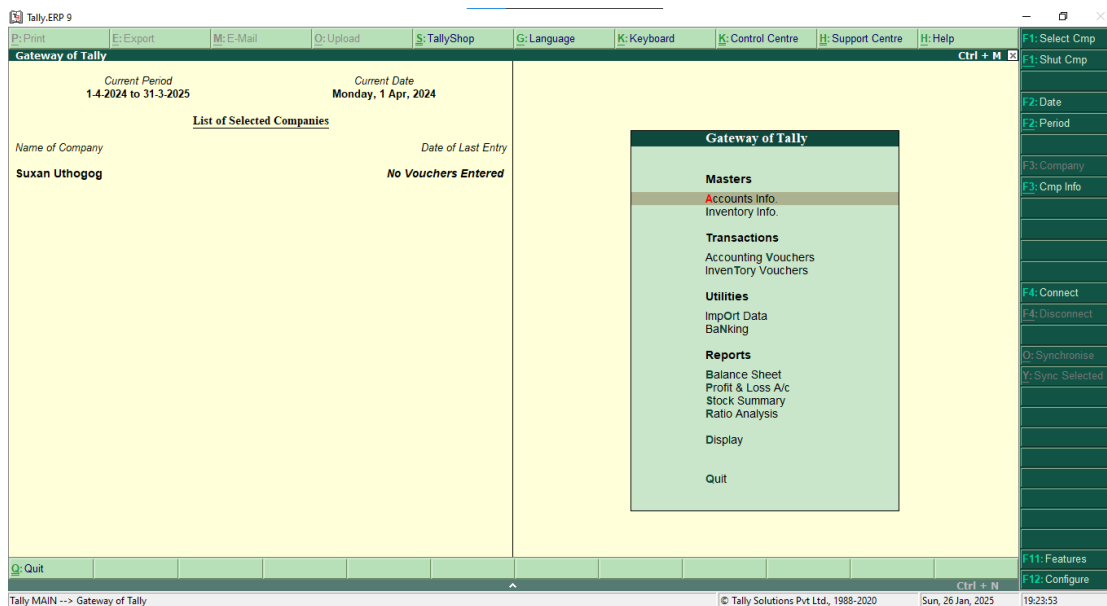 Tally.ERP 9
P: Print E: Export M: E-Mail O: Upload S: TallyShop G: Language K: Keyboard K: Control Centre H: Support Centre H: Help
Gateway of Tally Ctrl + M
Current Period Current Date
1-4-2024 to 31-3-2025 Monday, 1 Apr, 2024
List of Selected Companies
Name of Company Date of Last Entry
Suxan Uthogog No Vouchers Entered
Gateway of Tally
Masters
Accounts Info.
Inventory Info.
Transactions
Accounting Vouchers
InvenTory Vouchers
Utilities
ImpOrt Data
BaNking
Reports
Balance Sheet
Profit & Loss A/c
Stock Summary
Ratio Analysis
Display
Quit
F1: Select Cmp
F1: Shut Cmp
F2: Date
F2: Period
F3: Company
F3: Cmp Info
F4: Connect
F4: Disconnect
O: Synchronise
Y: Sync Selected
F11: Features
F12: Configure
Q: Quit
Ctrl + N
Tally MAIN --> Gateway of Tally © Tally Solutions Pvt Ltd., 1988-2020 Sun, 26 Jan, 2025 19:23:53